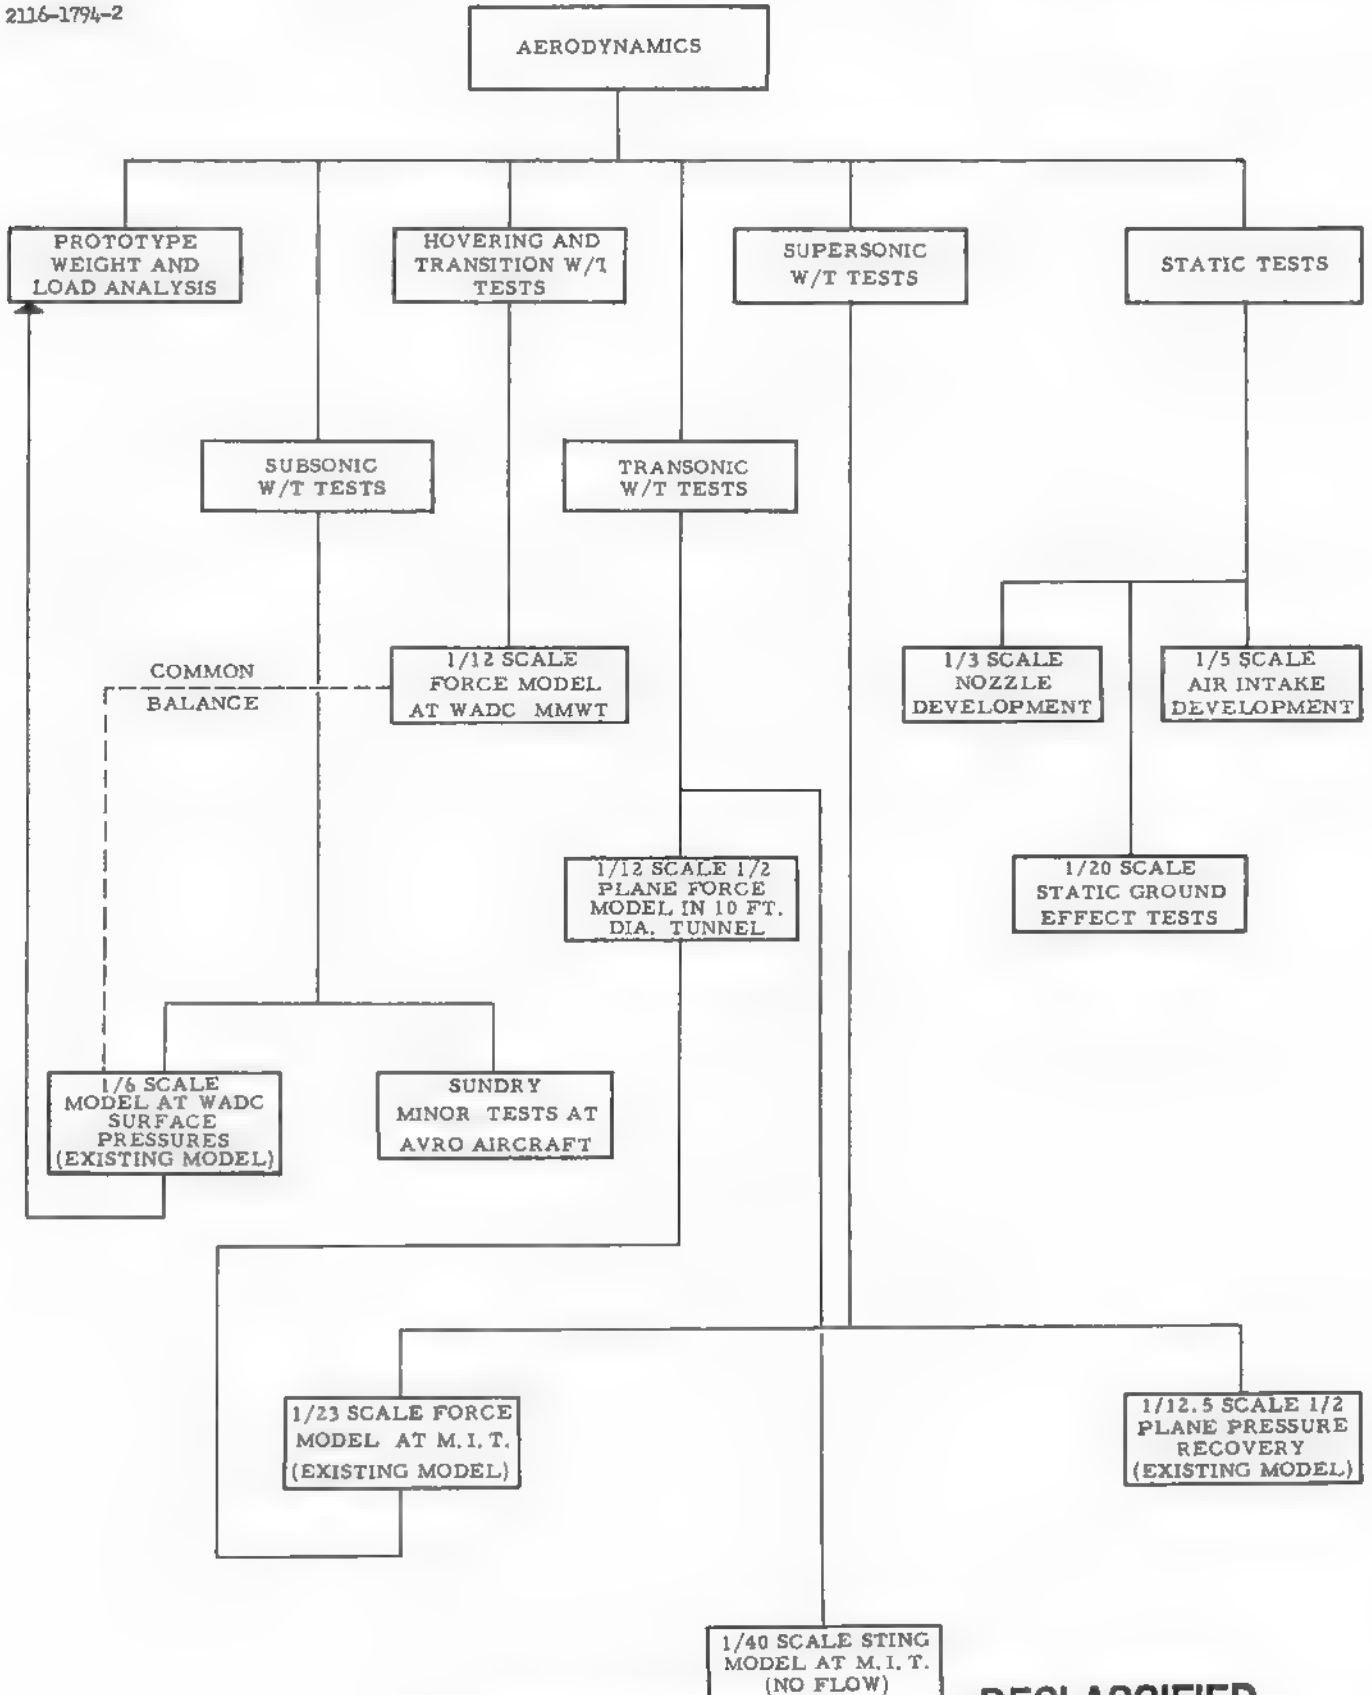 2116-1794-2
AERODYNAMICS
PROTOTYPE
WEIGHT AND
LOAD ANALYSIS
HOVERING AND
TRANSITION W/T
TESTS
SUPERSONIC
W/T TESTS
STATIC TESTS
SUBSONIC
W/T TESTS
TRANSONIC
W/T TESTS
COMMON
BALANCE
1/12 SCALE
FORCE MODEL
AT WADC MMWT
1/3 SCALE
NOZZLE
DEVELOPMENT
1/5 SCALE
AIR INTAKE
DEVELOPMENT
1/12 SCALE 1/2
PLANE FORCE
MODEL IN 10 FT.
DIA. TUNNEL
1/20 SCALE
STATIC GROUND
EFFECT TESTS
1/6 SCALE
MODEL AT WADC
SURFACE
PRESSURES
(EXISTING MODEL)
SUNDRY
MINOR TESTS AT
AVRO AIRCRAFT
1/23 SCALE FORCE
MODEL AT M.I.T.
(EXISTING MODEL)
1/12.5 SCALE 1/2
PLANE PRESSURE
RECOVERY
(EXISTING MODEL)
1/40 SCALE STING
MODEL AT M.I.T.
(NO FLOW)
DECLASSIFIED